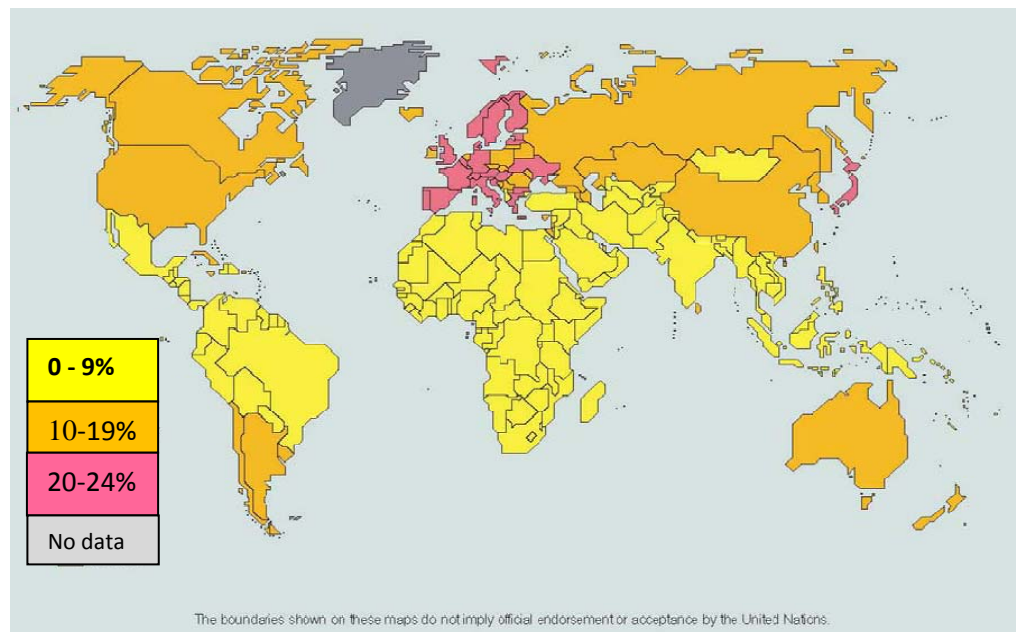 0 - 9%
10-19%
20-24%
No data
The boundaries shown on these maps do not imply official endorsement or acceptance by the United Nations.